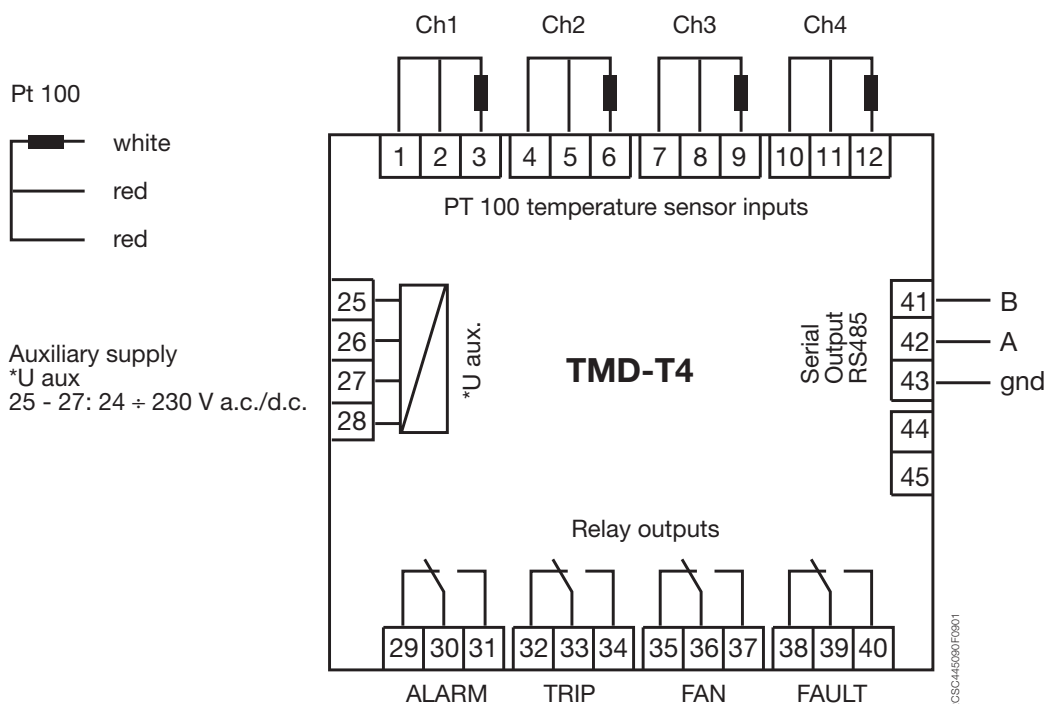 Ch1 Ch2 Ch3 Ch4
Pt 100
white
red
red
1 2 3 4 5 6 7 8 9 10 11 12
PT 100 temperature sensor inputs
Auxiliary supply
*U aux
25 - 27: 24 ÷ 230 V a.c./d.c.
25
26
27
28
*U aux.
TMD-T4
Serial
Output
RS485
41 B
42 A
43 gnd
44
45
Relay outputs
29 30 31 32 33 34 35 36 37 38 39 40
ALARM TRIP FAN FAULT
CSC445090F0901